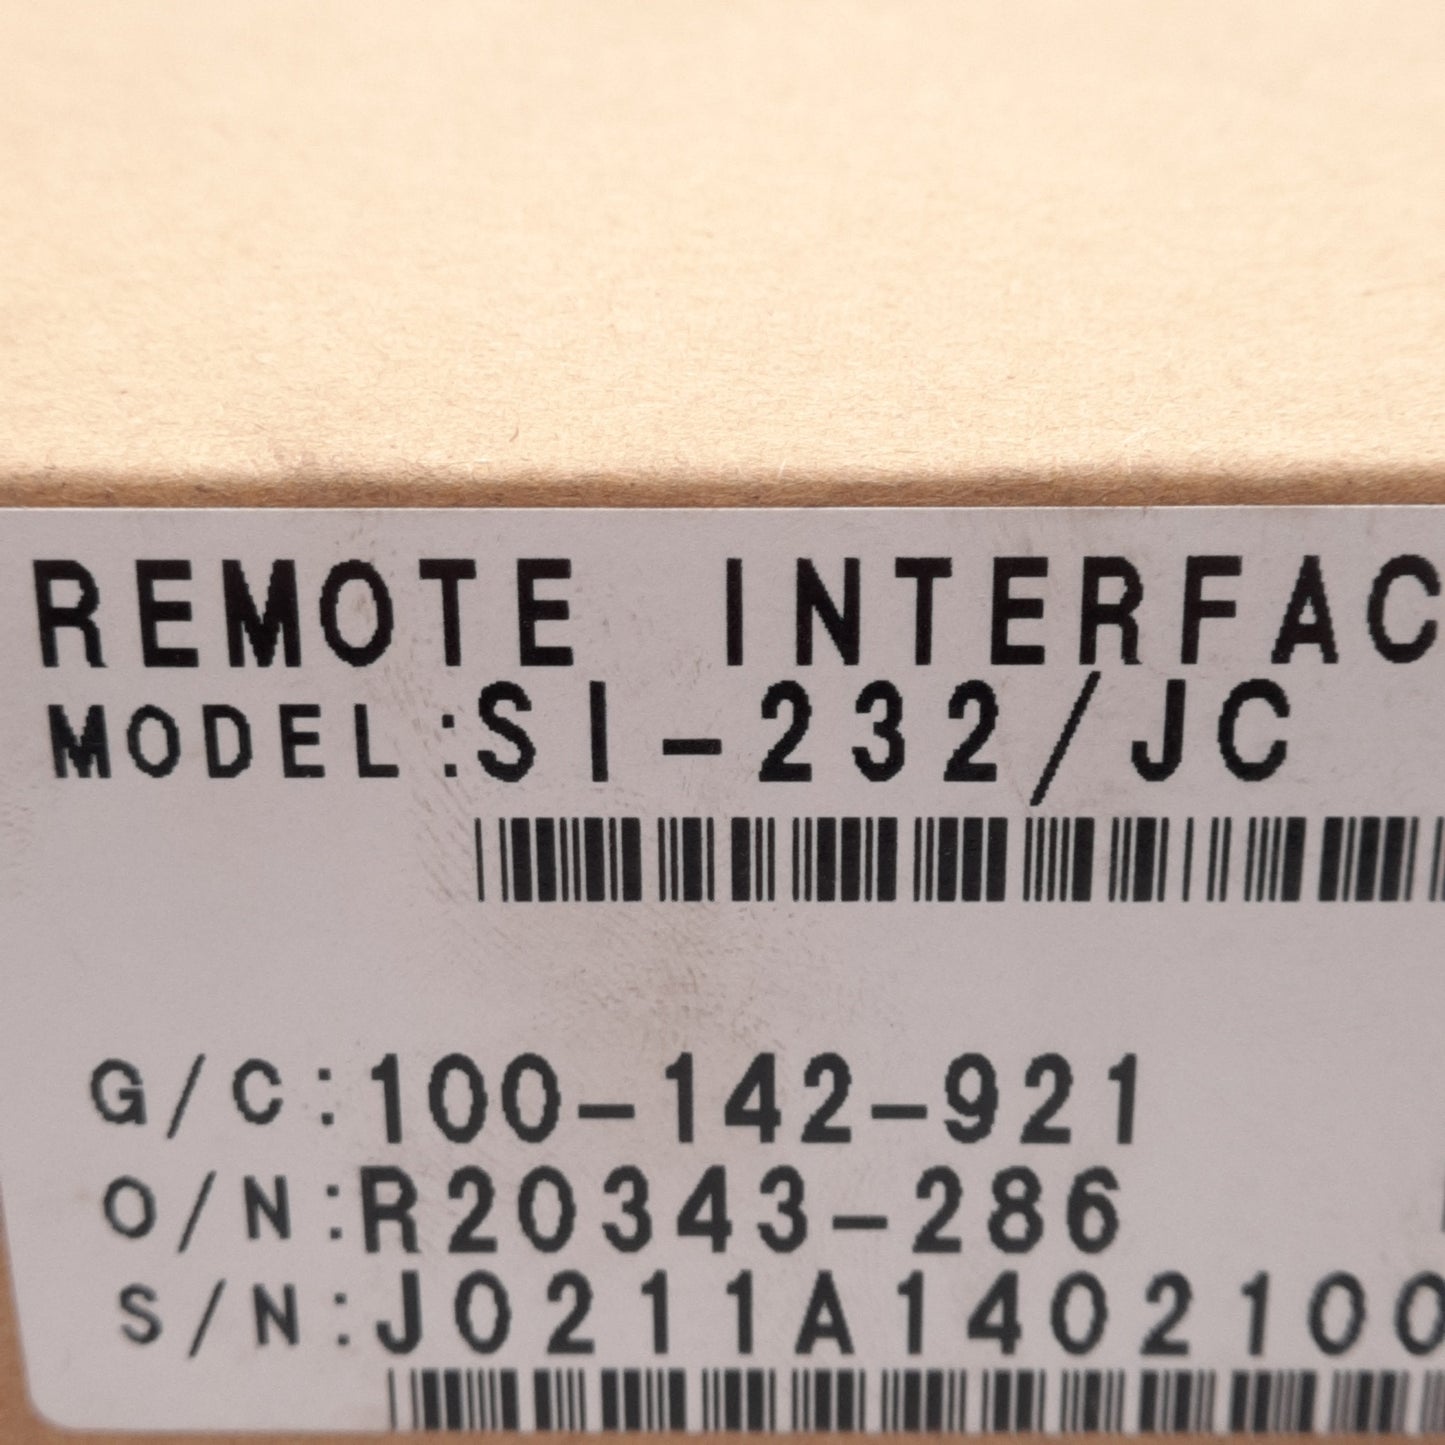 REMOTE INTERFAC
MODEL:SI-232/JC
G/C:100-142-921
O/N:R20343-286
S/N:J0211A1402100